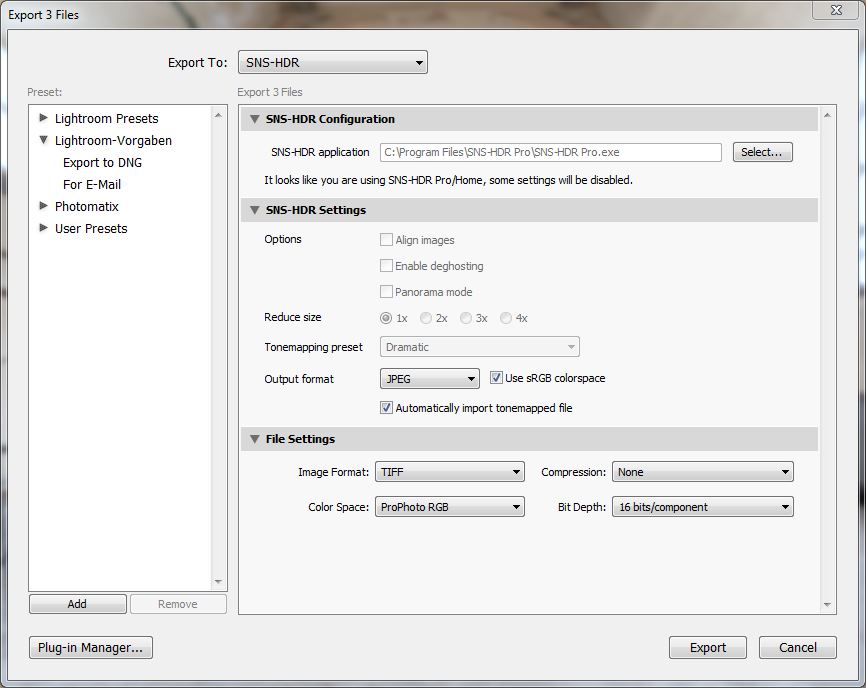 Export 3 Files
Export To: SNS-HDR
Preset:
Lightroom Presets
Lightroom-Vorgaben
Export to DNG
For E-Mail
Photomatix
User Presets
Add Remove
Export 3 Files
SNS-HDR Configuration
SNS-HDR application C:\Program Files\SNS-HDR Pro\SNS-HDR Pro.exe Select...
It looks like you are using SNS-HDR Pro/Home, some settings will be disabled.
SNS-HDR Settings
Options Align images
Enable deghosting
Panorama mode
Reduce size 1x 2x 3x 4x
Tonemapping preset Dramatic
Output format JPEG Use sRGB colorspace
Automatically import tonemapped file
File Settings
Image Format: TIFF Compression: None
Color Space: ProPhoto RGB Bit Depth: 16 bits/component
Plug-in Manager... Export Cancel